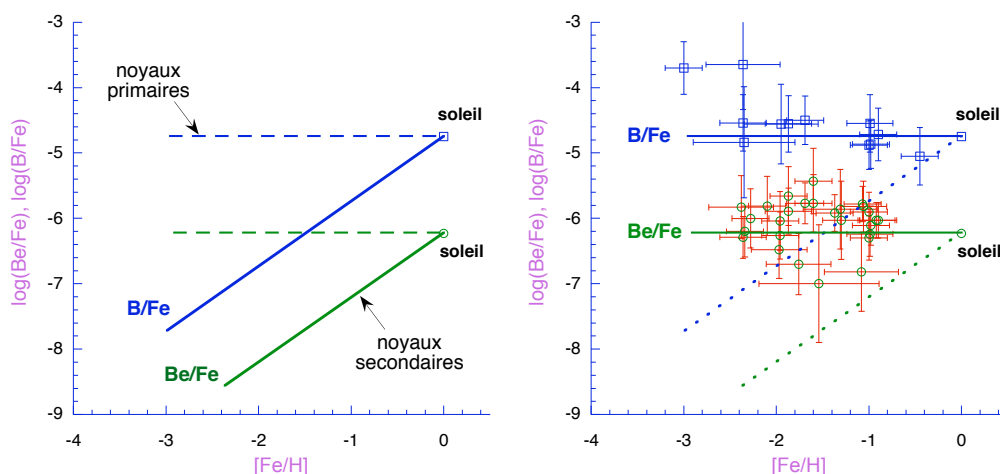 -3
-4
-5
-6
-7
-8
-9
-4
-3
-2
-1
0
log(Be/Fe), log(B/Fe)
[Fe/H]
noyaux
primaires
soleil
soleil
B/Fe
Be/Fe
noyaux
secondaires
-3
-4
-5
-6
-7
-8
-9
-4
-3
-2
-1
0
log(Be/Fe), log(B/Fe)
[Fe/H]
soleil
B/Fe
Be/Fe
soleil